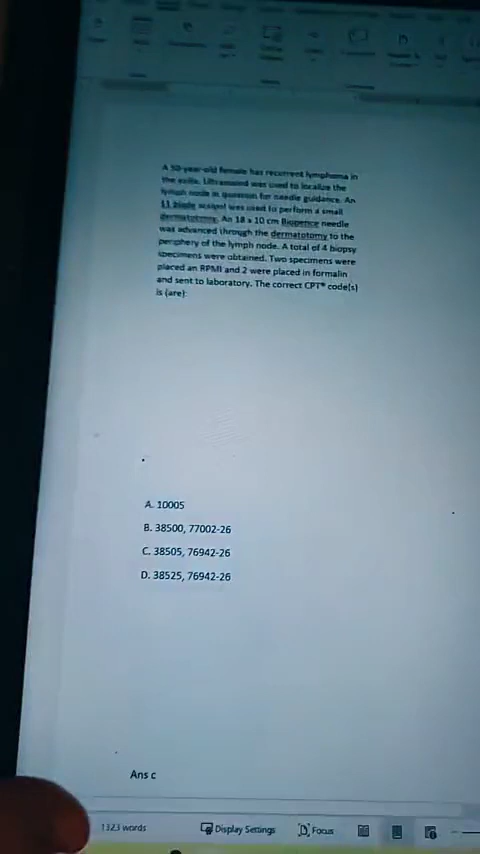 A 50-year-old female has recurrent lymphoma in
the axilla. Ultrasound was used to localize the
lymph node in question for needle guidance. An
11 blade scalpel was used to perform a small
dermatotomy. An 18 x 10 cm Biopence needle
was advanced through the dermatotomy to the
periphery of the lymph node. A total of 4 biopsy
specimens were obtained. Two specimens were
placed an RPMI and 2 were placed in formalin
and sent to laboratory. The correct CPT® code(s)
is (are):
A. 10005
B. 38500, 77002-26
C. 38505, 76942-26
D. 38525, 76942-26
Ans c
1323 words Display Settings Focus